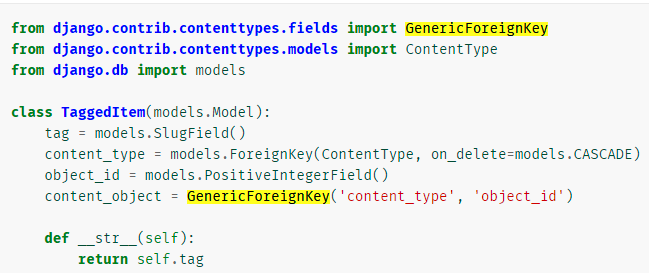 from django.contrib.contenttypes.fields import GenericForeignKey
from django.contrib.contenttypes.models import ContentType
from django.db import models

class TaggedItem(models.Model):
    tag = models.SlugField()
    content_type = models.ForeignKey(ContentType, on_delete=models.CASCADE)
    object_id = models.PositiveIntegerField()
    content_object = GenericForeignKey('content_type', 'object_id')

    def __str__(self):
        return self.tag